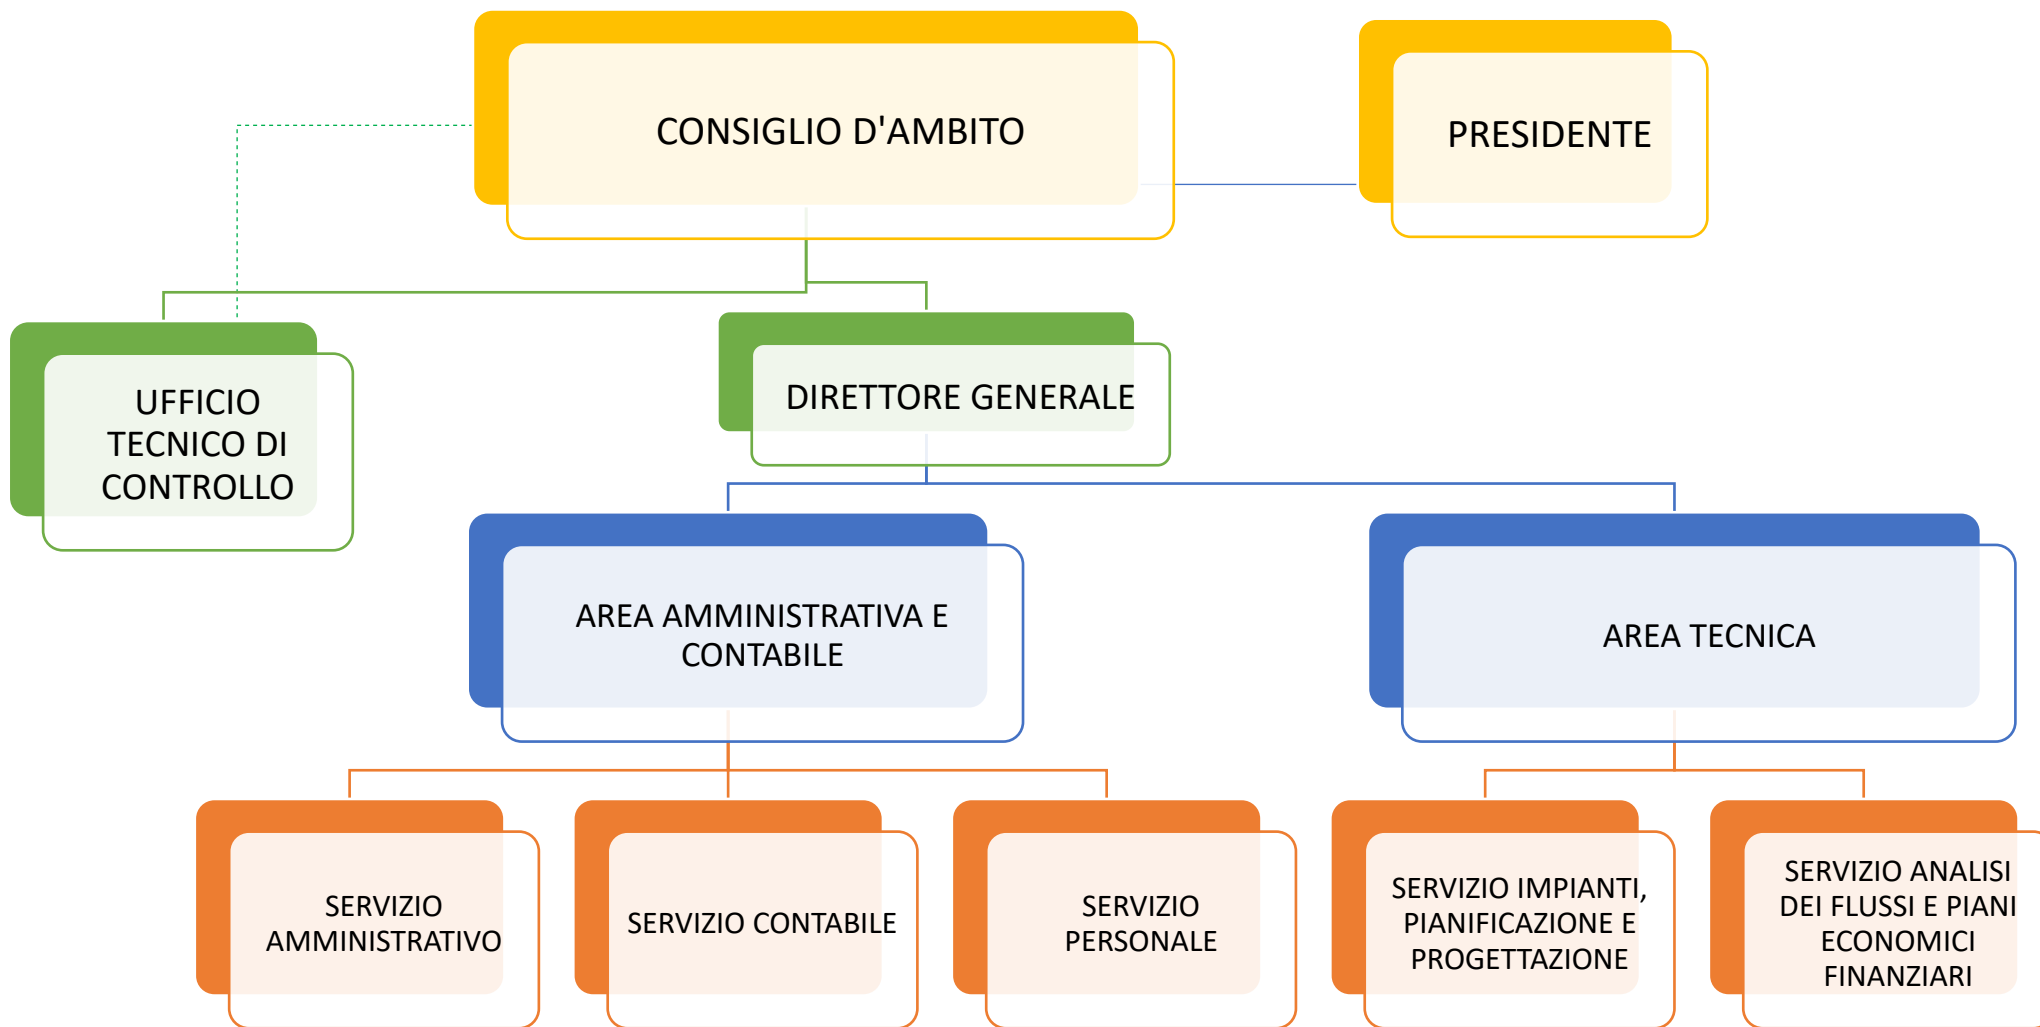 CONSIGLIO D'AMBITO
PRESIDENTE
UFFICIO
TECNICO DI
CONTROLLO
DIRETTORE GENERALE
AREA AMMINISTRATIVA E
CONTABILE
AREA TECNICA
SERVIZIO
AMMINISTRATIVO
SERVIZIO CONTABILE
SERVIZIO
PERSONALE
SERVIZIO IMPIANTI,
PIANIFICAZIONE E
PROGETTAZIONE
SERVIZIO ANALISI
DEI FLUSSI E PIANI
ECONOMICI
FINANZIARI